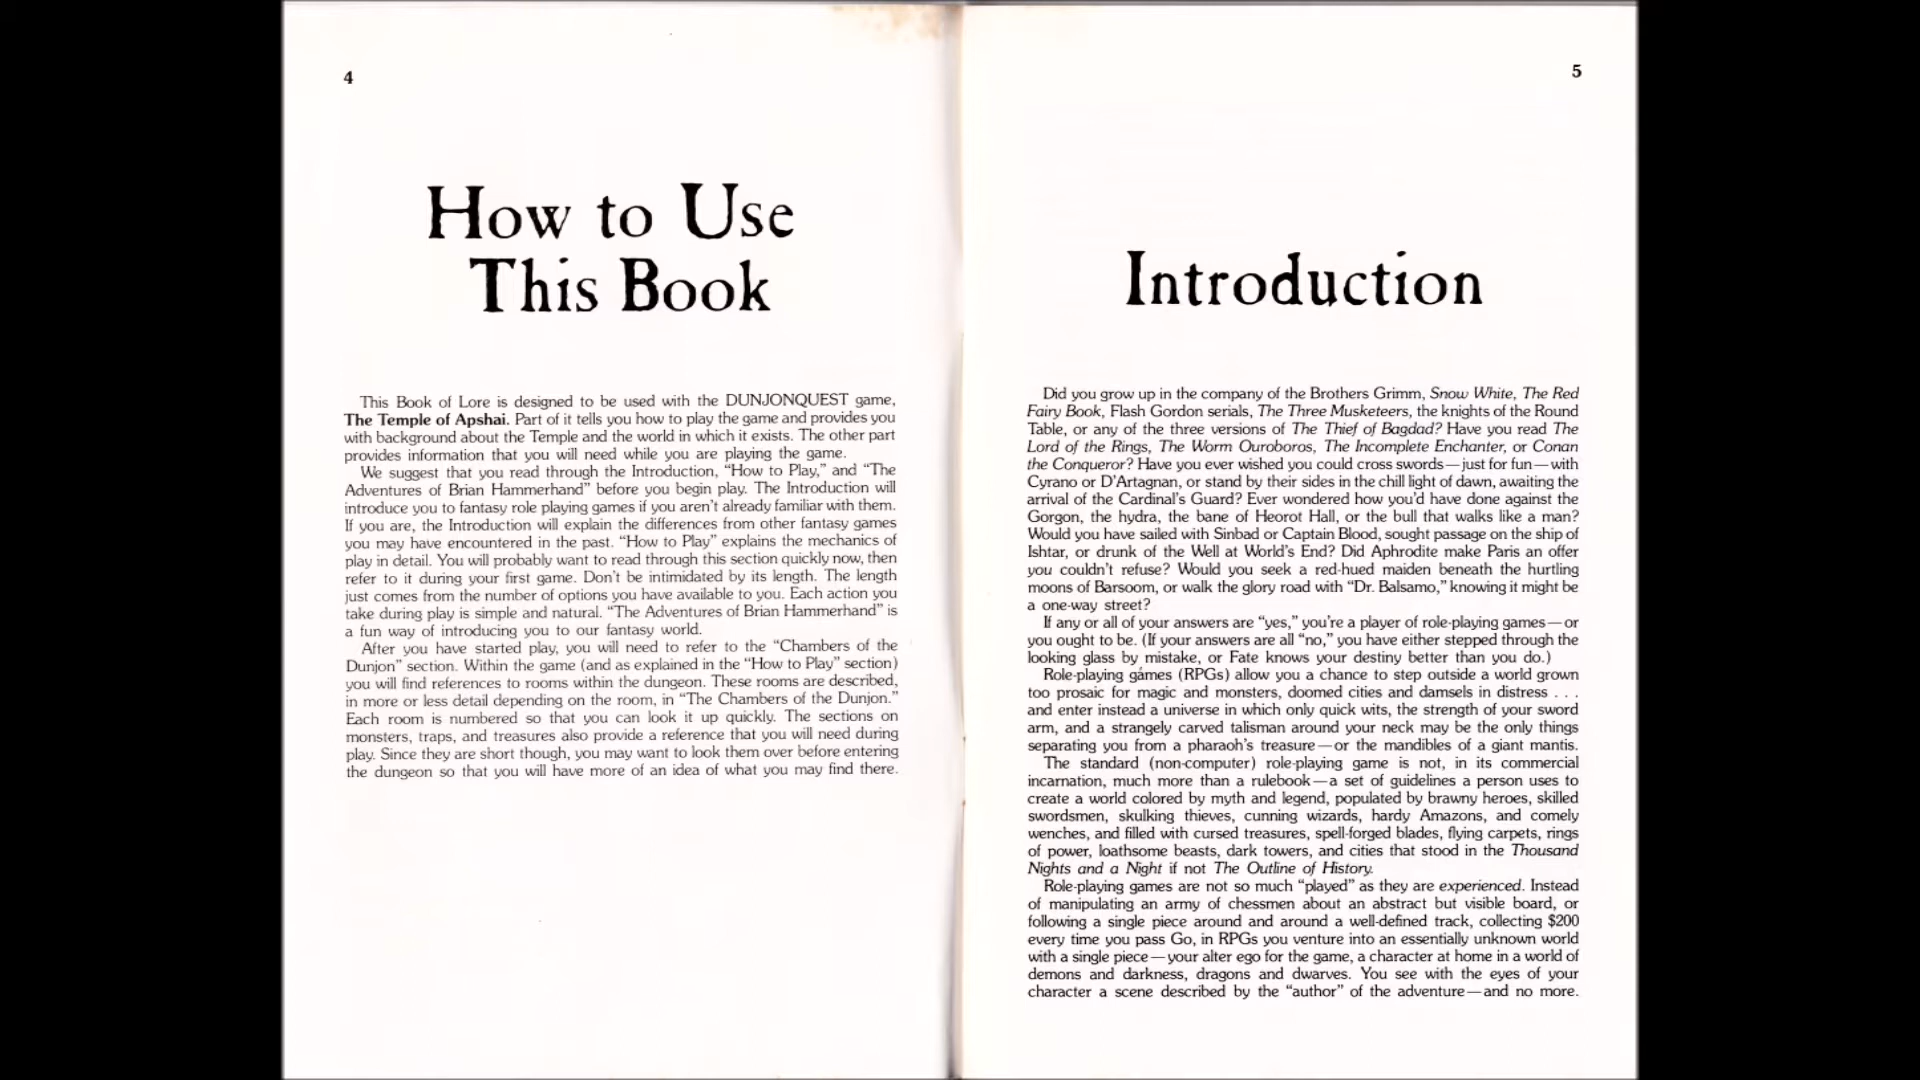 4
How to Use
This Book
This Book of Lore is designed to be used with the DUNJONQUEST game,
The Temple of Apshai. Part of it tells you how to play the game and provides you
with background about the Temple and the world in which it exists. The other part
provides information that you will need while you are playing the game.
We suggest that you read through the Introduction, “How to Play,” and “The
Adventures of Brian Hammerhand” before you begin play. The Introduction will
introduce you to fantasy role playing games if you aren’t already familiar with them.
If you are, the Introduction will explain the differences from other fantasy games
you may have encountered in the past. “How to Play” explains the mechanics of
play in detail. You will probably want to read through this section quickly now, then
refer to it during your first game. Don’t be intimidated by its length. The length
just comes from the number of options you have available to you. Each action you
take during play is simple and natural. “The Adventures of Brian Hammerhand” is
a fun way of introducing you to our fantasy world.
After you have started play, you will need to refer to the “Chambers of the
Dunjon” section. Within the game (and as explained in the “How to Play” section)
you will find references to rooms within the dungeon. These rooms are described,
in more or less detail depending on the room, in “The Chambers of the Dunjon.”
Each room is numbered so that you can look it up quickly. The sections on
monsters, traps, and treasures also provide a reference that you will need during
play. Since they are short though, you may want to look them over before entering
the dungeon so that you will have more of an idea of what you may find there.
5
Introduction
Did you grow up in the company of the Brothers Grimm, Snow White, The Red
Fairy Book, Flash Gordon serials, The Three Musketeers, the knights of the Round
Table, or any of the three versions of The Thief of Bagdad? Have you read The
Lord of the Rings, The Worm Ouroboros, The Incomplete Enchanter, or Conan
the Conqueror? Have you ever wished you could cross swords—just for fun—with
Cyrano or D’Artagnan, or stand by their sides in the chill light of dawn, awaiting the
arrival of the Cardinal’s Guard? Ever wondered how you’d have done against the
Gorgon, the hydra, the bane of Heorot Hall, or the bull that walks like a man?
Would you have sailed with Sinbad or Captain Blood, sought passage on the ship of
Ishtar, or drunk of the Well at World’s End? Did Aphrodite make Paris an offer
you couldn’t refuse? Would you seek a red-hued maiden beneath the hurtling
moons of Barsoom, or walk the glory road with “Dr. Balsamo,” knowing it might be
a one-way street?
If any or all of your answers are “yes,” you’re a player of role-playing games—or
you ought to be. (If your answers are all “no,” you have either stepped through the
looking glass by mistake, or Fate knows your destiny better than you do.)
Role-playing games (RPGs) allow you a chance to step outside a world grown
too prosaic for magic and monsters, doomed cities and damsels in distress . . .
and enter instead a universe in which only quick wits, the strength of your sword
arm, and a strangely carved talisman around your neck may be the only things
separating you from a pharaoh’s treasure—or the mandibles of a giant mantis.
The standard (non-computer) role-playing game is not, in its commercial
incarnation, much more than a rulebook—a set of guidelines a person uses to
create a world colored by myth and legend, populated by brawny heroes, skilled
swordsmen, skulking thieves, cunning wizards, hardy Amazons, and comely
wenches, and filled with cursed treasures, spell-forged blades, flying carpets, rings
of power, loathsome beasts, dark towers, and cities that stood in the Thousand
Nights and a Night if not The Outline of History.
Role-playing games are not so much “played” as they are experienced. Instead
of manipulating an army of chessmen about an abstract but visible board, or
following a single piece around and around a well-defined track, collecting $200
every time you pass Go, in RPGs you venture into an essentially unknown world
with a single piece—your alter ego for the game, a character at home in a world of
demons and darkness, dragons and dwarves. You see with the eyes of your
character a scene described by the “author” of the adventure—and no more.